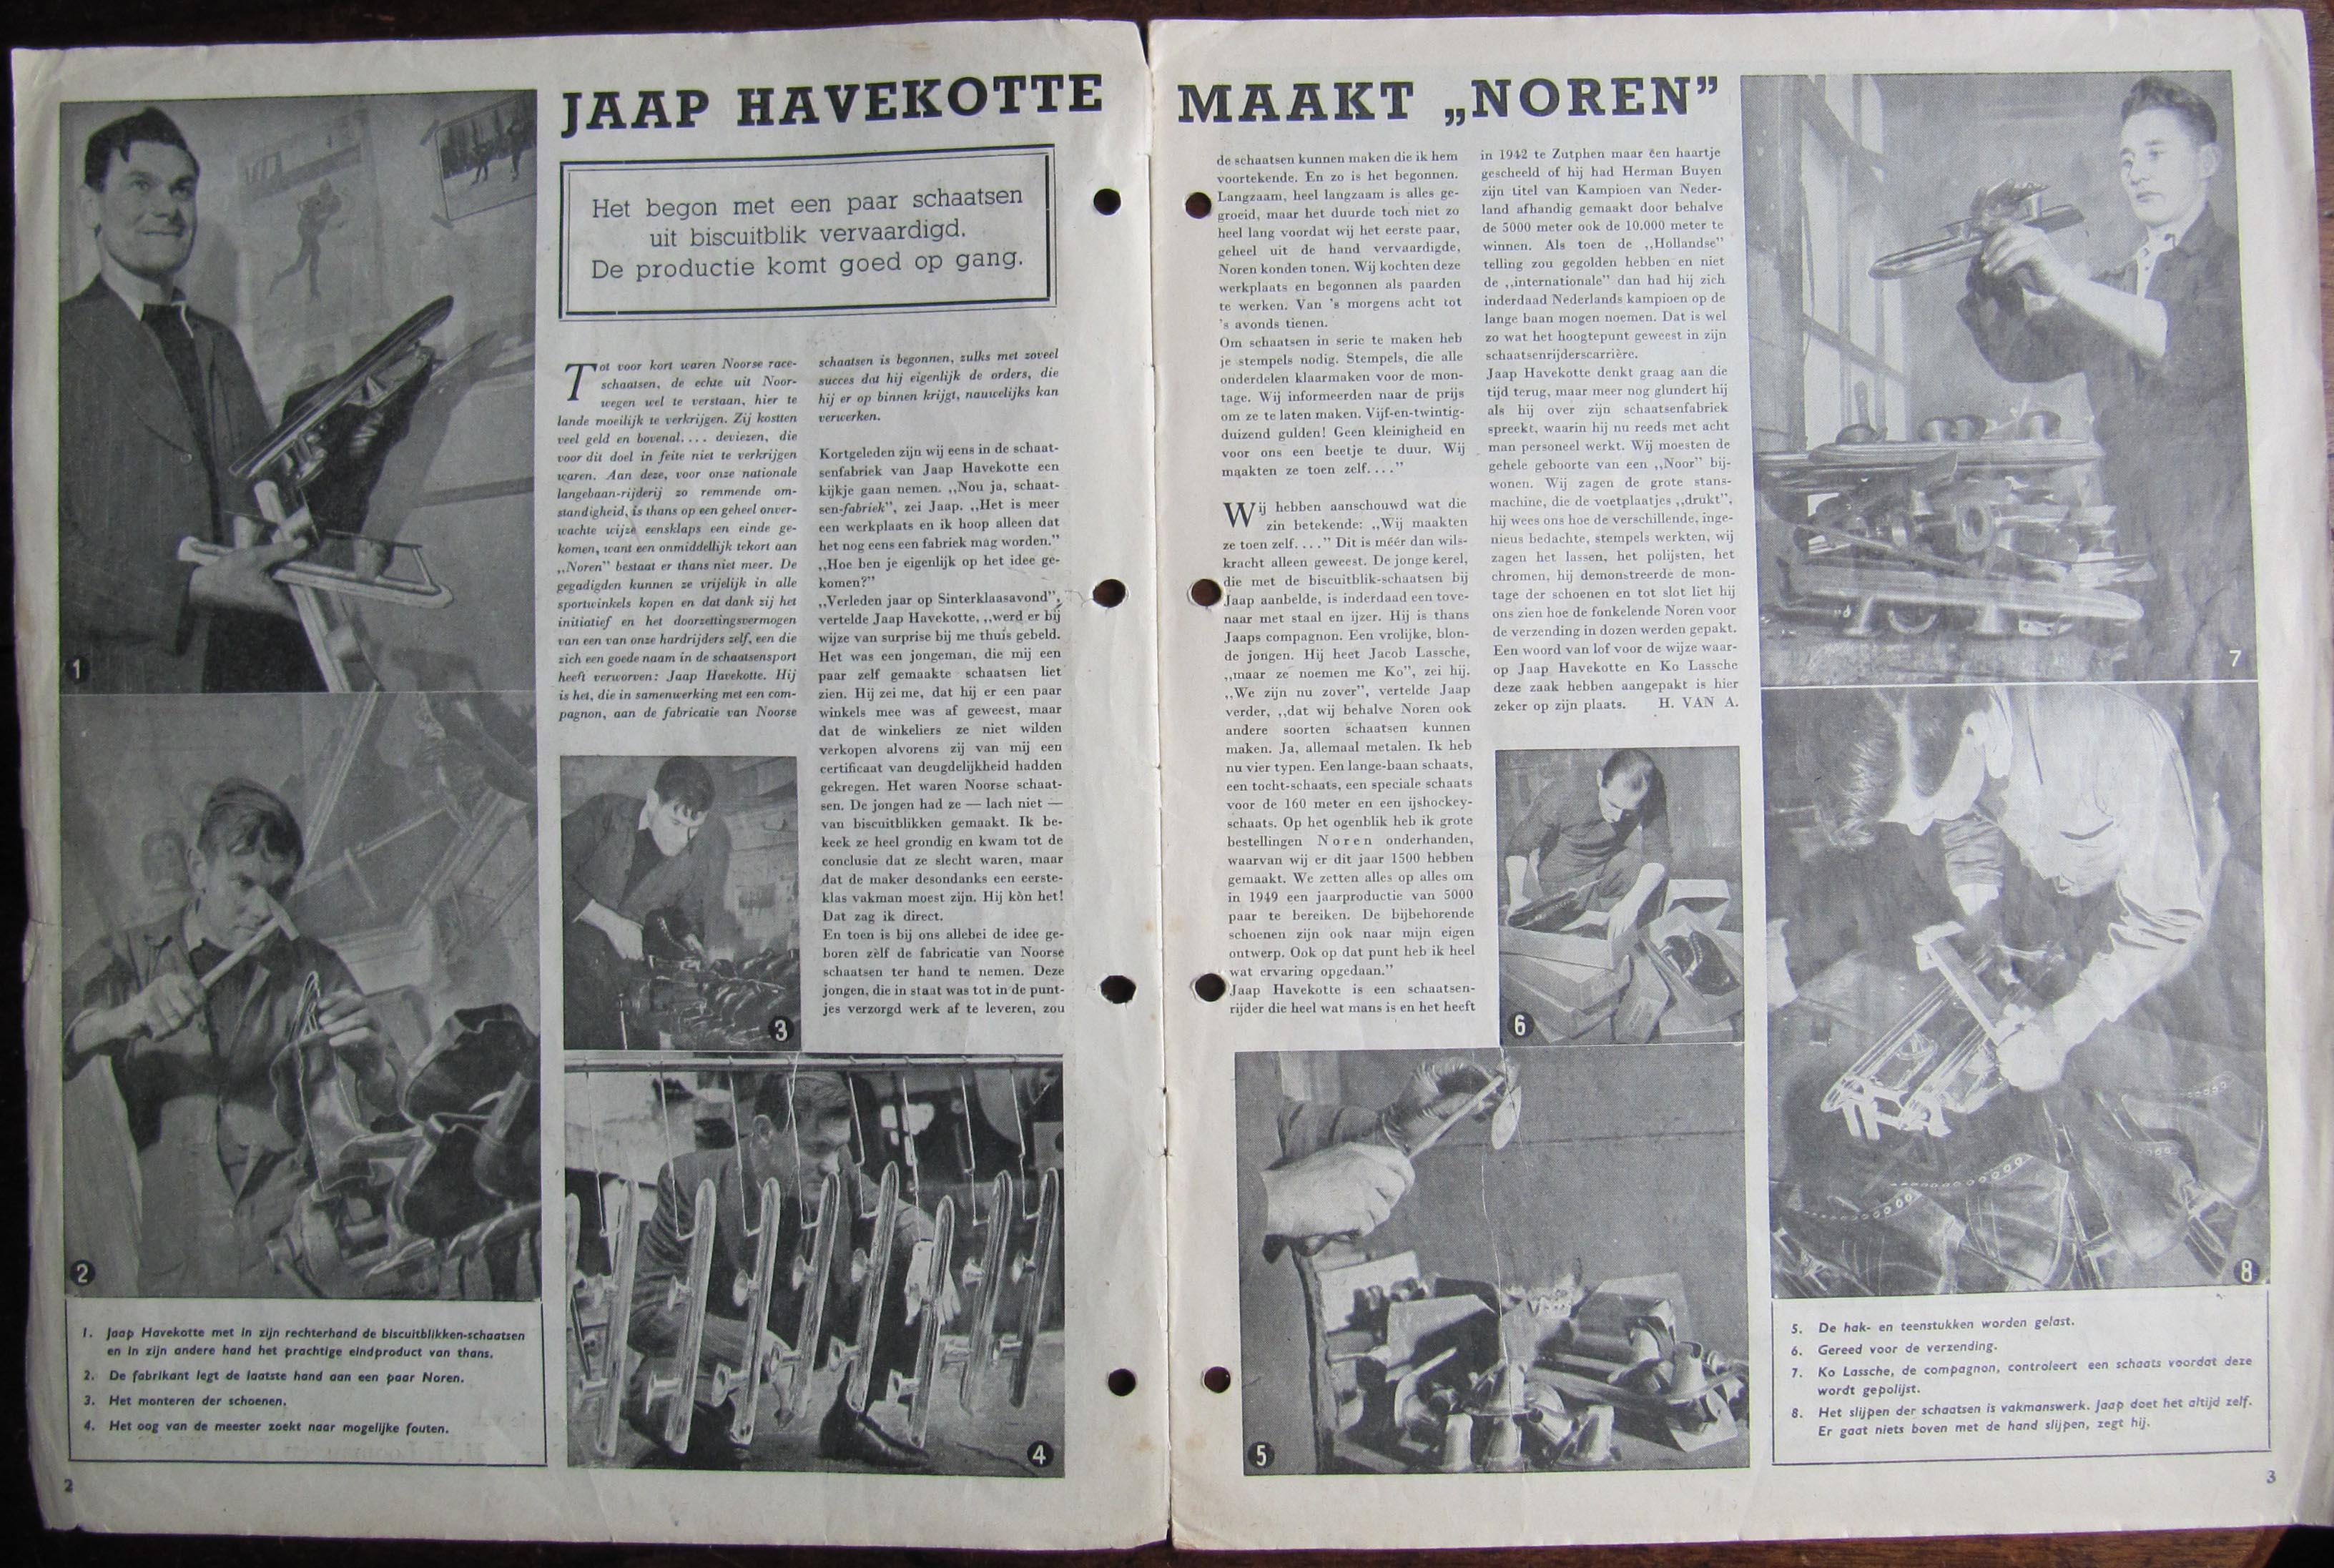 JAAP HAVEKOTTE MAAKT „NOREN”
Het begon met een paar schaatsen
uit biscuitblik vervaardigd.
De productie komt goed op gang.
Tot voor kort waren Noorse race-
schaatsen, de echte uit Noor-
wegen wel te verstaan, hier te
lande moeilijk te verkrijgen. Zij kostten
veel geld en bovenal.... deviezen, die
voor dit doel in feite niet te verkrijgen
waren. Aan deze, voor onze nationale
langebaan-rijderij zo remmende om-
standigheid, is thans op een geheel onver-
wachte wijze eensklaps een einde ge-
komen, want een onmiddellijk tekort aan
„Noren” bestaat er thans niet meer. De
gegadigden kunnen ze vrijelijk in alle
sportwinkels kopen en dat dank zij het
initiatief en het doorzettingsvermogen
van een van onze hardrijders zelf, een die
zich een goede naam in de schaatsensport
heeft verworven: Jaap Havekotte. Hij
is het, die in samenwerking met een com-
pagnon, aan de fabricatie van Noorse
schaatsen is begonnen, zulks met zoveel
succes dat hij eigenlijk de orders, die
hij er op binnen krijgt, nauwelijks kan
verwerken.
Kortgeleden zijn wij eens in de schaat-
senfabriek van Jaap Havekotte een
kijkje gaan nemen. „Nou ja, schaat-
sen-fabriek”, zei Jaap. „Het is meer
een werkplaats en ik hoop alleen dat
het nog eens een fabriek mag worden.”
„Hoe ben je eigenlijk op het idee ge-
komen?”
„Verleden jaar op Sinterklaasavond”,
vertelde Jaap Havekotte, „werd er bij
wijze van surprise bij me thuis gebeld.
Het was een jongeman, die mij een
paar zelf gemaakte schaatsen liet
zien. Hij zei me, dat hij er een paar
winkels mee was af geweest, maar
dat de winkeliers ze niet wilden
verkopen alvorens zij van mij een
certificaat van deugdelijkheid hadden
gekregen. Het waren Noorse schaat-
sen. De jongen had ze — lach niet —
van biscuitblikken gemaakt. Ik be-
keek ze heel grondig en kwam tot de
conclusie dat ze slecht waren, maar
dat de maker desondanks een eerste-
klas vakman moest zijn. Hij kòn het!
Dat zag ik direct.
En toen is bij ons allebei de idee ge-
boren zèlf de fabricatie van Noorse
schaatsen ter hand te nemen. Deze
jongen, die in staat was tot in de punt-
jes verzorgd werk af te leveren, zou
de schaatsen kunnen maken die ik hem
voortekende. En zo is het begonnen.
Langzaam, heel langzaam is alles ge-
groeid, maar het duurde toch niet zo
heel lang voordat wij het eerste paar,
geheel uit de hand vervaardigde,
Noren konden tonen. Wij kochten deze
werkplaats en begonnen als paarden
te werken. Van 's morgens acht tot
's avonds tienen.
Om schaatsen in serie te maken heb
je stempels nodig. Stempels, die alle
onderdelen klaarmaken voor de mon-
tage. Wij informeerden naar de prijs
om ze te laten maken. Vijf-en-twintig-
duizend gulden! Geen kleinigheid en
voor ons een beetje te duur. Wij
maakten ze toen zelf....”
Wij hebben aanschouwd wat die
zin betekende: „Wij maakten
ze toen zelf....” Dit is méér dan wils-
kracht alleen geweest. De jonge kerel,
die met de biscuitblik-schaatsen bij
Jaap aanbelde, is inderdaad een tove-
naar met staal en ijzer. Hij is thans
Jaaps compagnon. Een vrolijke, blon-
de jongen. Hij heet Jacob Lassche,
„maar ze noemen me Ko”, zei hij.
„We zijn nu zover”, vertelde Jaap
verder, „dat wij behalve Noren ook
andere soorten schaatsen kunnen
maken. Ja, allemaal metalen. Ik heb
nu vier typen. Een lange-baan schaats,
een tocht-schaats, een speciale schaats
voor de 160 meter en een ijshockey-
schaats. Op het ogenblik heb ik grote
bestellingen Noren onderhanden,
waarvan wij er dit jaar 1500 hebben
gemaakt. We zetten alles op alles om
in 1949 een jaarproductie van 5000
paar te bereiken. De bijbehorende
schoenen zijn ook naar mijn eigen
ontwerp. Ook op dat punt heb ik heel
wat ervaring opgedaan.”
Jaap Havekotte is een schaatsen-
rijder die heel wat mans is en het heeft
in 1942 te Zutphen maar één haartje
gescheeld of hij had Herman Buyen
zijn titel van Kampioen van Neder-
land afhandig gemaakt door behalve
de 5000 meter ook de 10.000 meter te
winnen. Als toen de „Hollandse”
telling zou gegolden hebben en niet
de „internationale” dan had hij zich
inderdaad Nederlands kampioen op de
lange baan mogen noemen. Dat is wel
zo wat het hoogtepunt geweest in zijn
schaatsenrijderscarrière.
Jaap Havekotte denkt graag aan die
tijd terug, maar meer nog glundert hij
als hij over zijn schaatsenfabriek
spreekt, waarin hij nu reeds met acht
man personeel werkt. Wij moesten de
gehele geboorte van een „Noor” bij-
wonen. Wij zagen de grote stans-
machine, die de voetplaatjes „drukt”,
hij wees ons hoe de verschillende, inge-
nieus bedachte, stempels werkten, wij
zagen het lassen, het polijsten, het
chromen, hij demonstreerde de mon-
tage der schoenen en tot slot liet hij
ons zien hoe de fonkelende Noren voor
de verzending in dozen werden gepakt.
Een woord van lof voor de wijze waar-
op Jaap Havekotte en Ko Lassche
deze zaak hebben aangepakt is hier
zeker op zijn plaats. H. VAN A.
1
2
3
4
5
6
7
8
1. Jaap Havekotte met in zijn rechterhand de biscuitblikken-schaatsen
en in zijn andere hand het prachtige eindproduct van thans.
2. De fabrikant legt de laatste hand aan een paar Noren.
3. Het monteren der schoenen.
4. Het oog van de meester zoekt naar mogelijke fouten.
5. De hak- en teenstukken worden gelast.
6. Gereed voor de verzending.
7. Ko Lassche, de compagnon, controleert een schaats voordat deze
wordt gepolijst.
8. Het slijpen der schaatsen is vakmanswerk. Jaap doet het altijd zelf.
Er gaat niets boven met de hand slijpen, zegt hij.
2
3